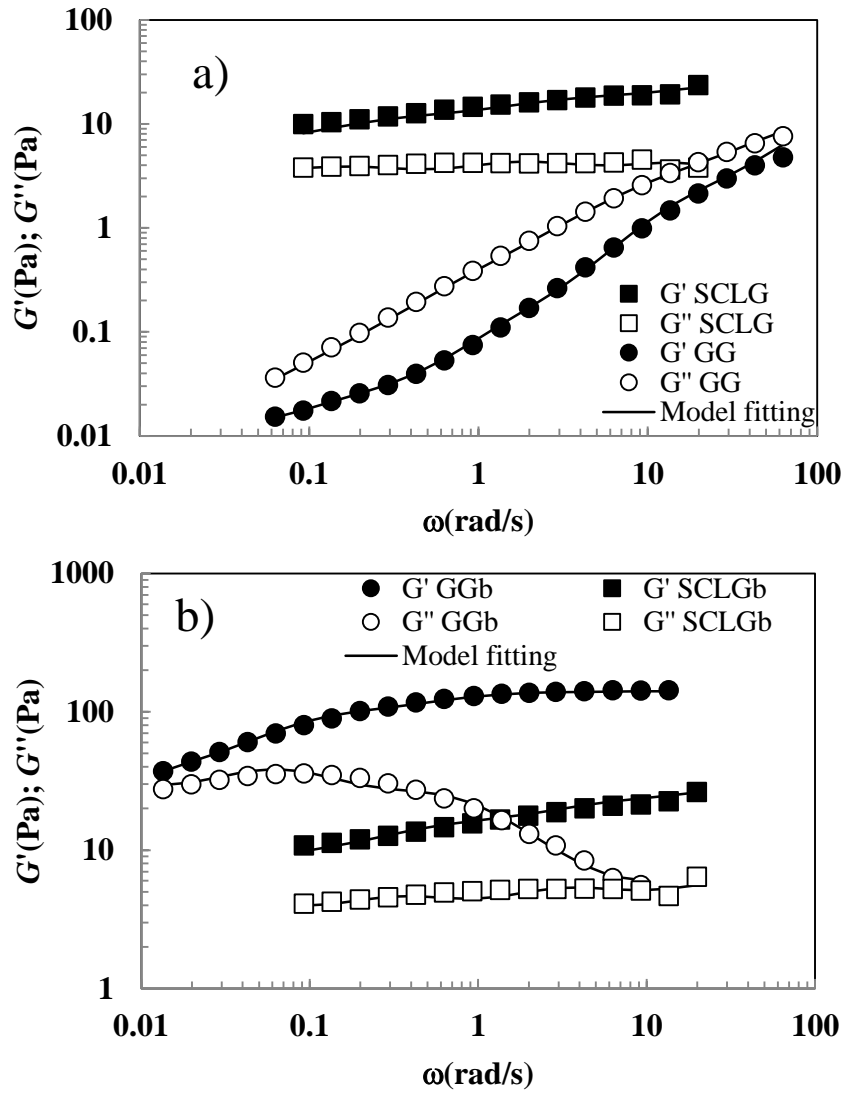 100
a)
10
1
0.1
0.01
G'(Pa); G''(Pa)
G' SCLG
G'' SCLG
G' GG
G'' GG
Model fitting
0.01 0.1 1 10 100
ω(rad/s)
1000
b)
100
10
1
G'(Pa); G''(Pa)
G' GGb G' SCLGb
G'' GGb G'' SCLGb
Model fitting
0.01 0.1 1 10 100
ω(rad/s)